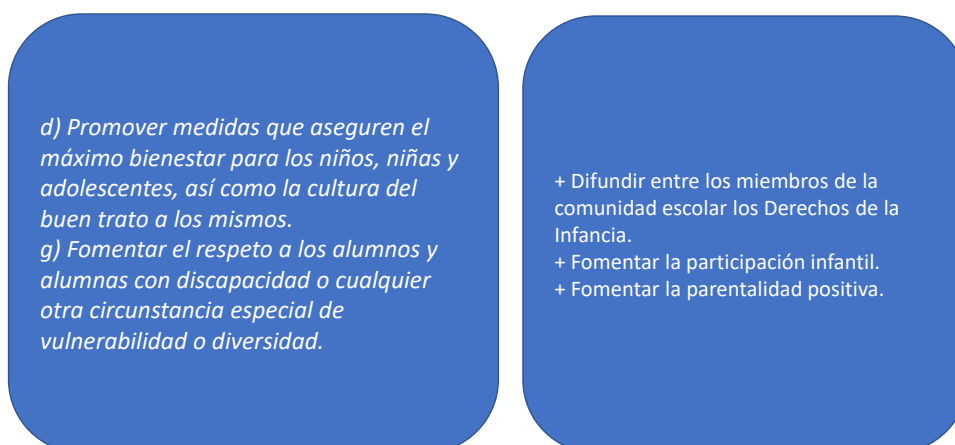 d) Promover medidas que aseguren el
máximo bienestar para los niños, niñas y
adolescentes, así como la cultura del
buen trato a los mismos.
g) Fomentar el respeto a los alumnos y
alumnas con discapacidad o cualquier
otra circunstancia especial de
vulnerabilidad o diversidad.
+ Difundir entre los miembros de la
comunidad escolar los Derechos de la
Infancia.
+ Fomentar la participación infantil.
+ Fomentar la parentalidad positiva.